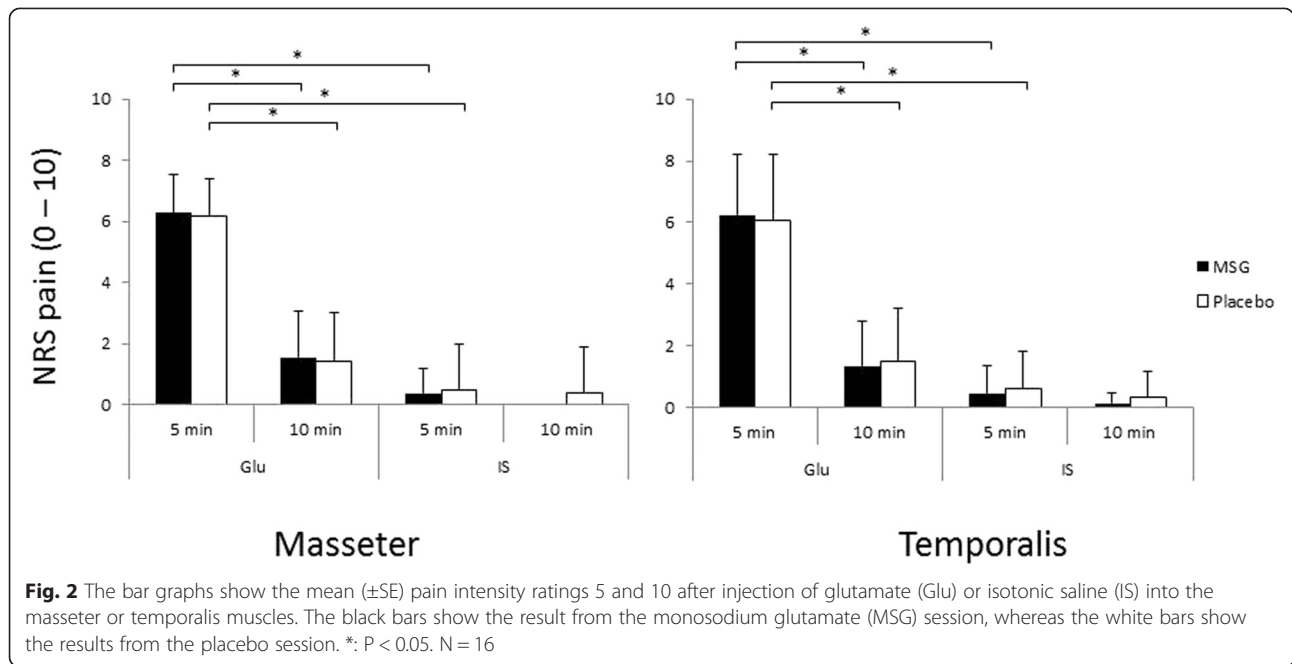 *
*
*
*
*
*
*
*
NRS pain (0 – 10)
10
8
6
4
2
0
5 min
10 min
5 min
10 min
Glu
IS
Masseter
10
8
6
4
2
0
5 min
10 min
5 min
10 min
Glu
IS
Temporalis
MSG
Placebo
Fig. 2 The bar graphs show the mean (±SE) pain intensity ratings 5 and 10 after injection of glutamate (Glu) or isotonic saline (IS) into the
masseter or temporalis muscles. The black bars show the result from the monosodium glutamate (MSG) session, whereas the white bars show
the results from the placebo session. *: P < 0.05. N = 16